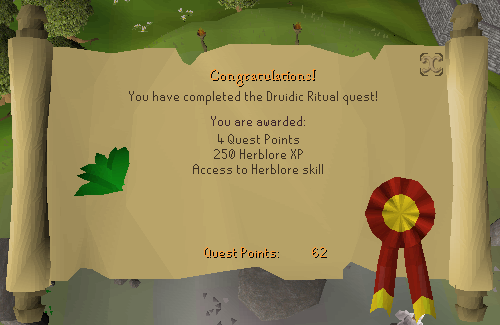 Congratulations!
You have completed the Druidic Ritual quest!
You are awarded:
4 Quest Points
250 Herblore XP
Access to Herblore skill
Quest Points: 62